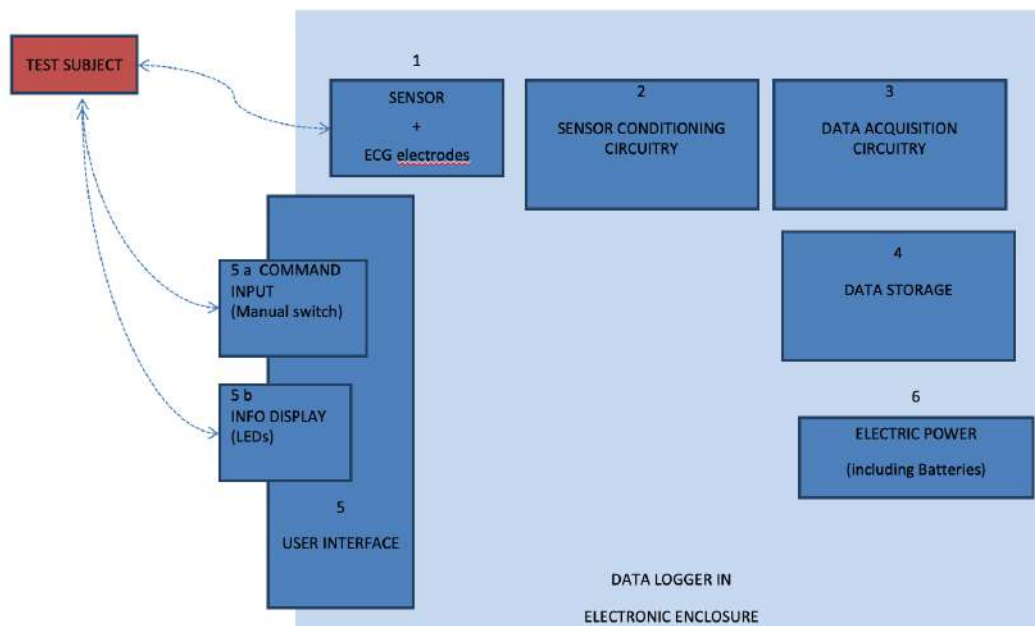 TEST SUBJECT
1
SENSOR
+
ECG electrodes
2
SENSOR CONDITIONING
CIRCUITRY
3
DATA ACQUISITION
CIRCUITRY
4
DATA STORAGE
5 a COMMAND
INPUT
(Manual switch)
5 b
INFO DISPLAY
(LEDs)
5
USER INTERFACE
6
ELECTRIC POWER
(including Batteries)
DATA LOGGER IN
ELECTRONIC ENCLOSURE